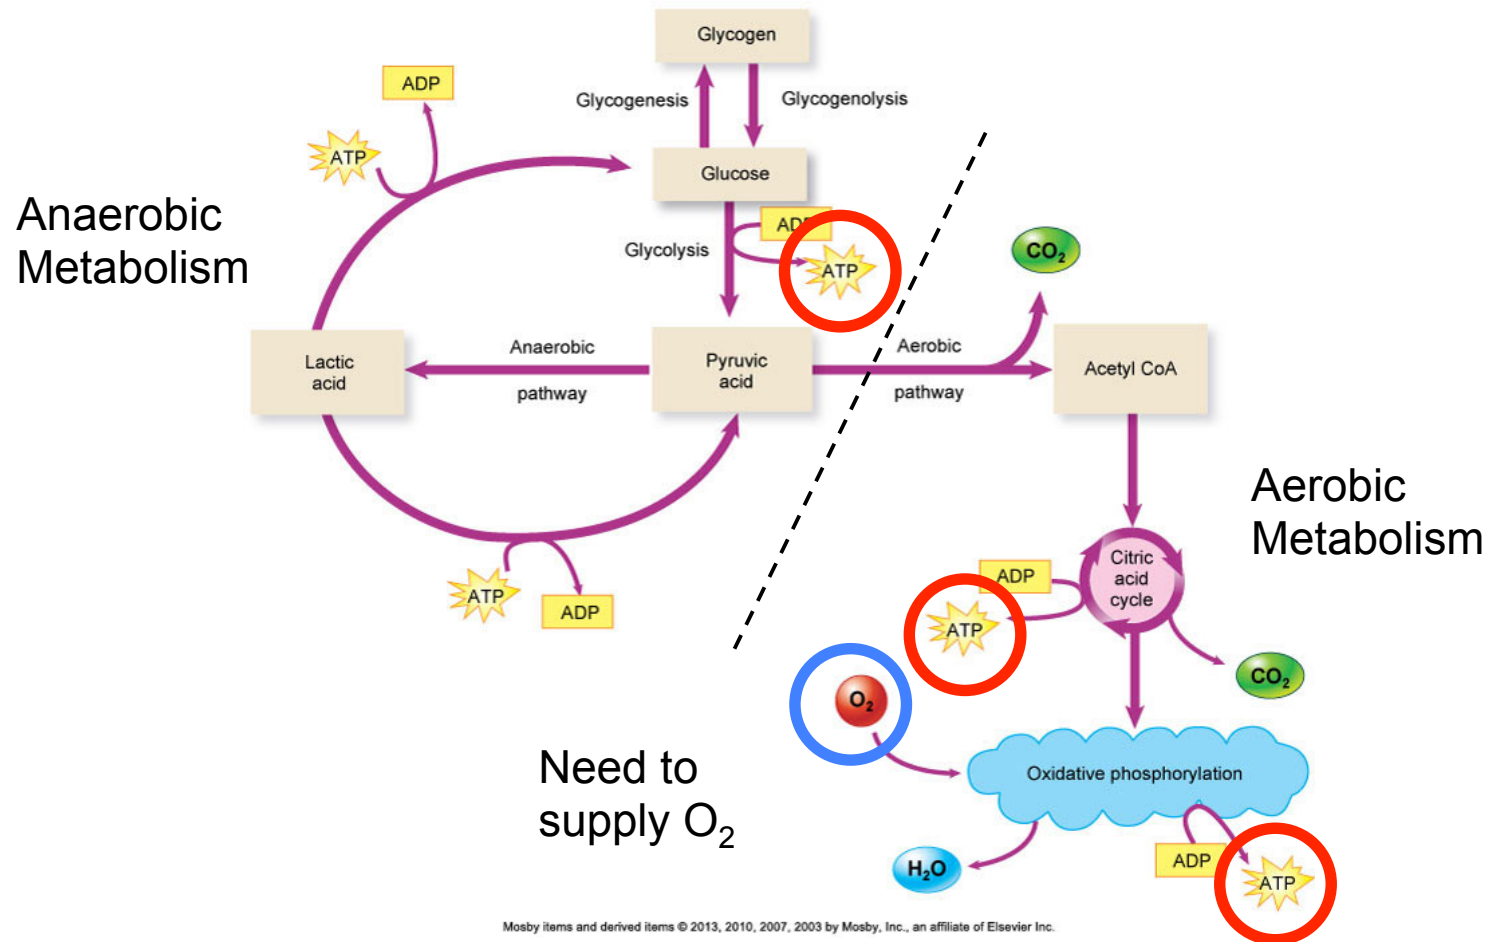 Glycogen
ADP
Glycogenesis
Glycogenolysis
ATP
Glucose
Anaerobic
Metabolism
ADP
Glycolysis
ATP
CO₂
Lactic
acid
Anaerobic
pathway
Pyruvic
acid
Aerobic
pathway
Acetyl CoA
Aerobic
Metabolism
Citric
acid
cycle
ADP
ATP
ATP
ADP
CO₂
O₂
Need to
supply O₂
Oxidative phosphorylation
H₂O
ADP
ATP
Mosby items and derived items © 2013, 2010, 2007, 2003 by Mosby, Inc., an affiliate of Elsevier Inc.